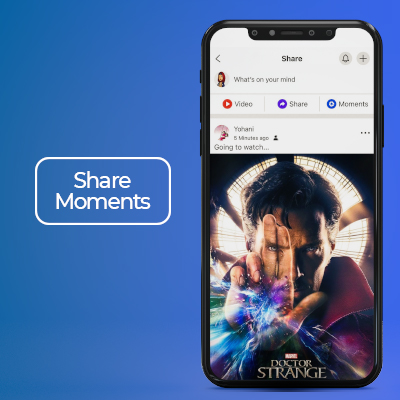 Share
What's on your mind
Video
Share
Moments
Yohani
5 Minutes ago
Going to watch...
Share
Moments
MARVEL
DOCTOR
STRANGE